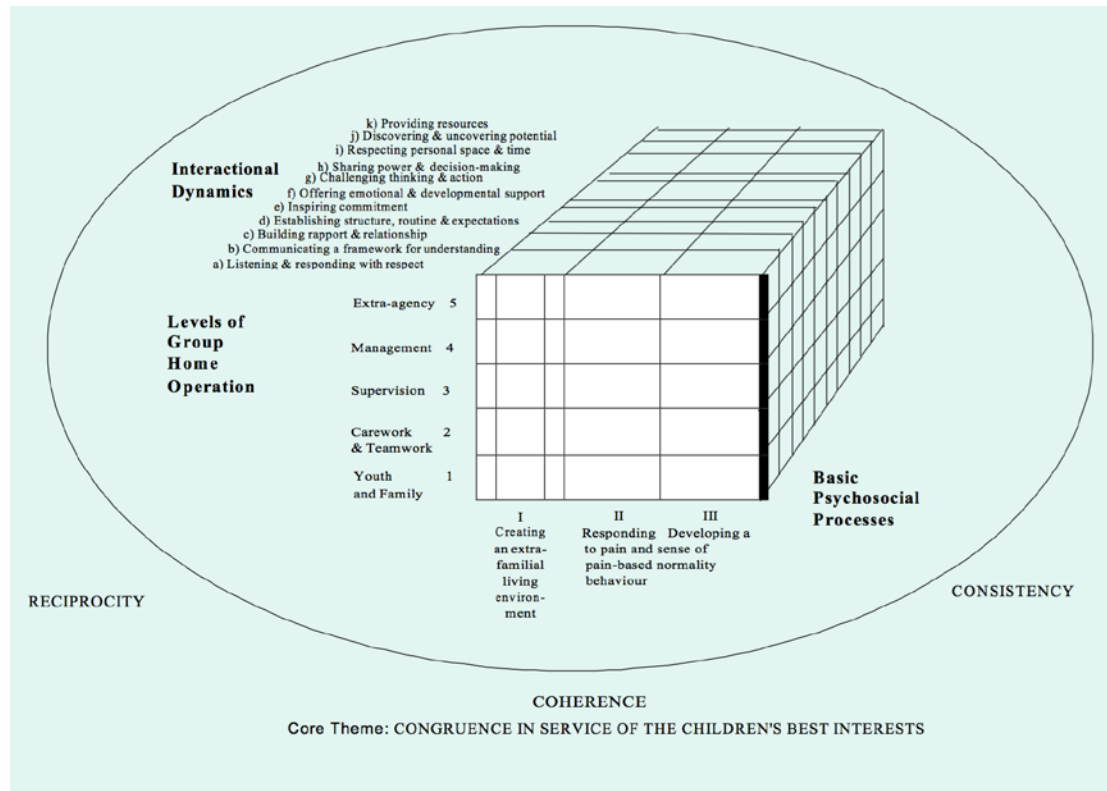 k) Providing resources
j) Discovering & uncovering potential
i) Respecting personal space & time
h) Sharing power & decision-making
g) Challenging thinking & action
f) Offering emotional & developmental support
e) Inspiring commitment
d) Establishing structure, routine & expectations
c) Building rapport & relationship
b) Communicating a framework for understanding
a) Listening & responding with respect
Interactional
Dynamics
Levels of
Group
Home
Operation
Extra-agency 5
Management 4
Supervision 3
Carework 2
& Teamwork
Youth 1
and Family
I
Creating
an extra-
familial
living
environ-
ment
II
Responding
to pain and
pain-based
behaviour
III
Developing a
sense of
normality
Basic
Psychosocial
Processes
RECIPROCITY
CONSISTENCY
COHERENCE
Core Theme: CONGRUENCE IN SERVICE OF THE CHILDREN'S BEST INTERESTS